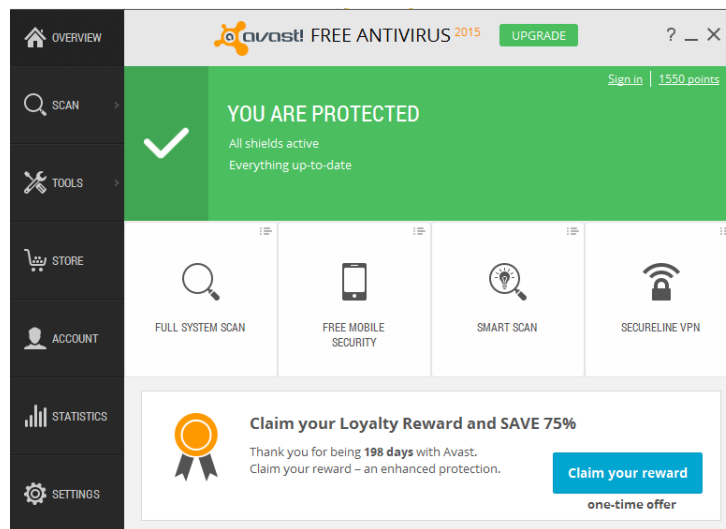 OVERVIEW
avast! FREE ANTIVIRUS 2015 UPGRADE ?
Sign in | 1550 points
SCAN
YOU ARE PROTECTED
All shields active
Everything up-to-date
TOOLS
STORE
FULL SYSTEM SCAN
FREE MOBILE
SECURITY
SMART SCAN
SECURELINE VPN
ACCOUNT
STATISTICS
Claim your Loyalty Reward and SAVE 75%
Thank you for being 198 days with Avast.
Claim your reward – an enhanced protection.
Claim your reward
one-time offer
SETTINGS